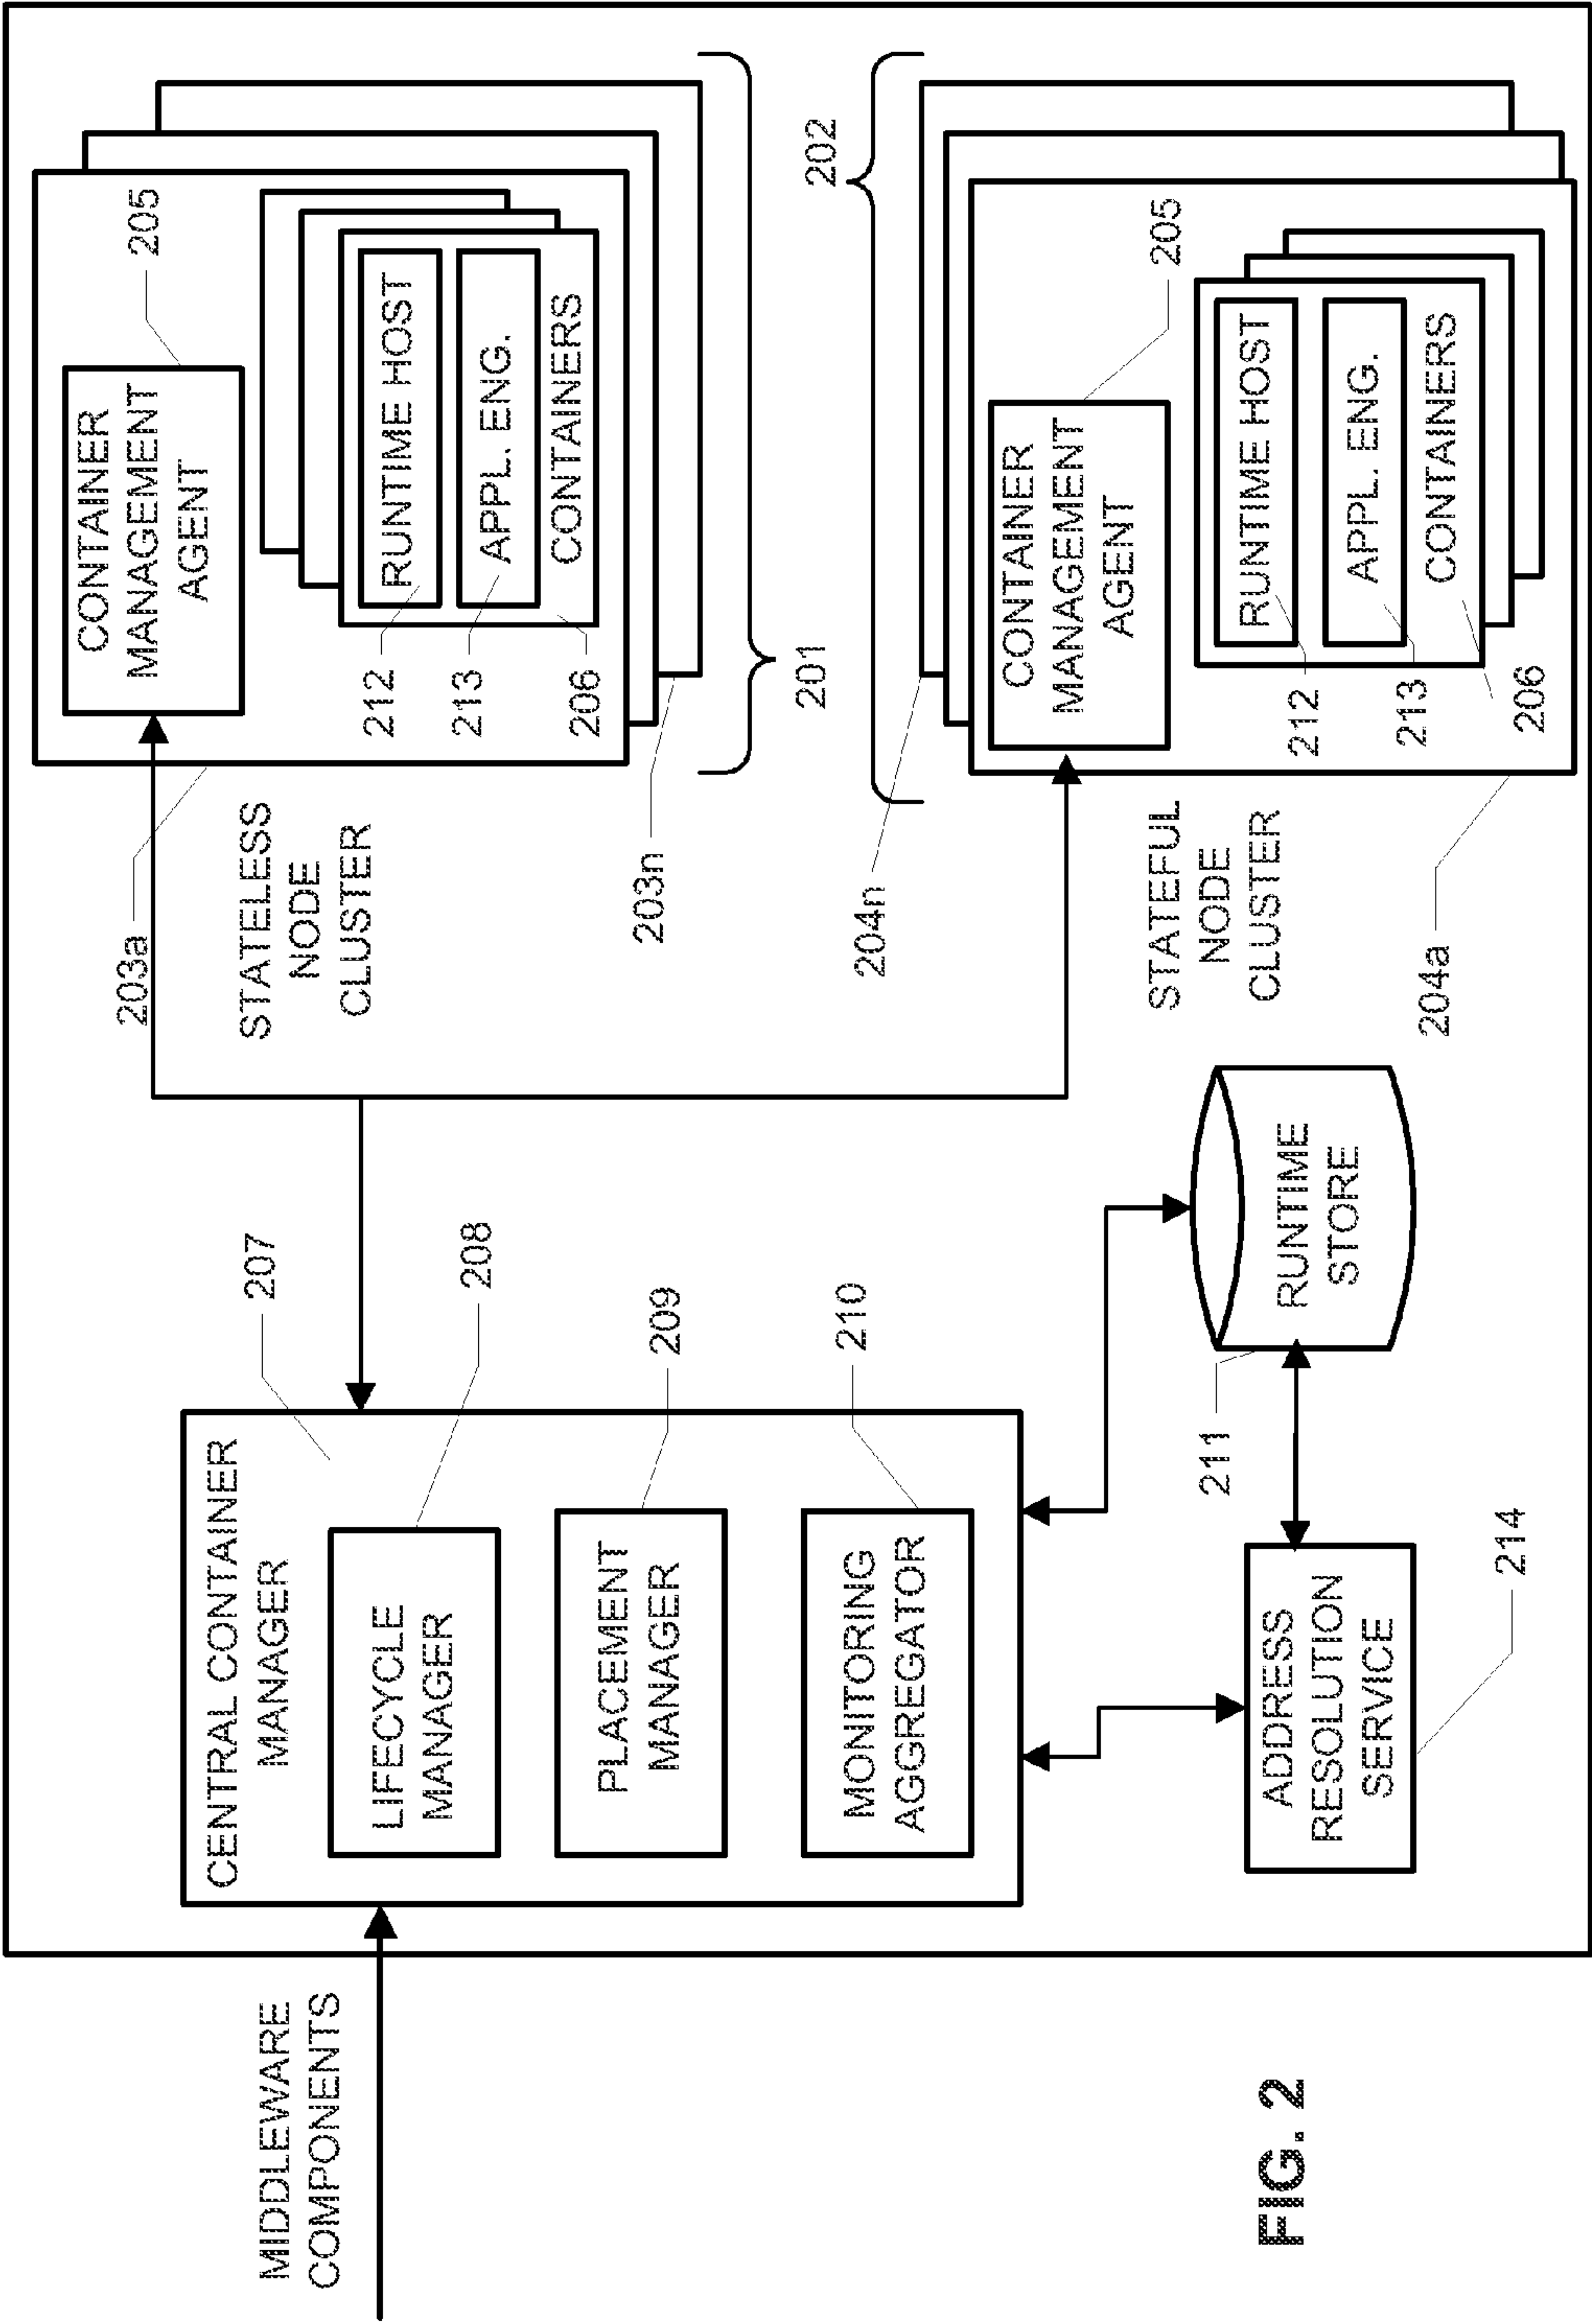 MIDDLEWARE
COMPONENTS
CENTRAL CONTAINER
MANAGER
207
LIFECYCLE
MANAGER
208
PLACEMENT
MANAGER
209
MONITORING
AGGREGATOR
210
ADDRESS
RESOLUTION
SERVICE
214
211
RUNTIME
STORE
203a
STATELESS
NODE
CLUSTER
203n
CONTAINER
MANAGEMENT
AGENT
205
RUNTIME HOST
APPL. ENG.
CONTAINERS
212
213
206
201
202
204n
STATEFUL
NODE
CLUSTER
204a
CONTAINER
MANAGEMENT
AGENT
205
RUNTIME HOST
APPL. ENG.
CONTAINERS
212
213
206
FIG. 2